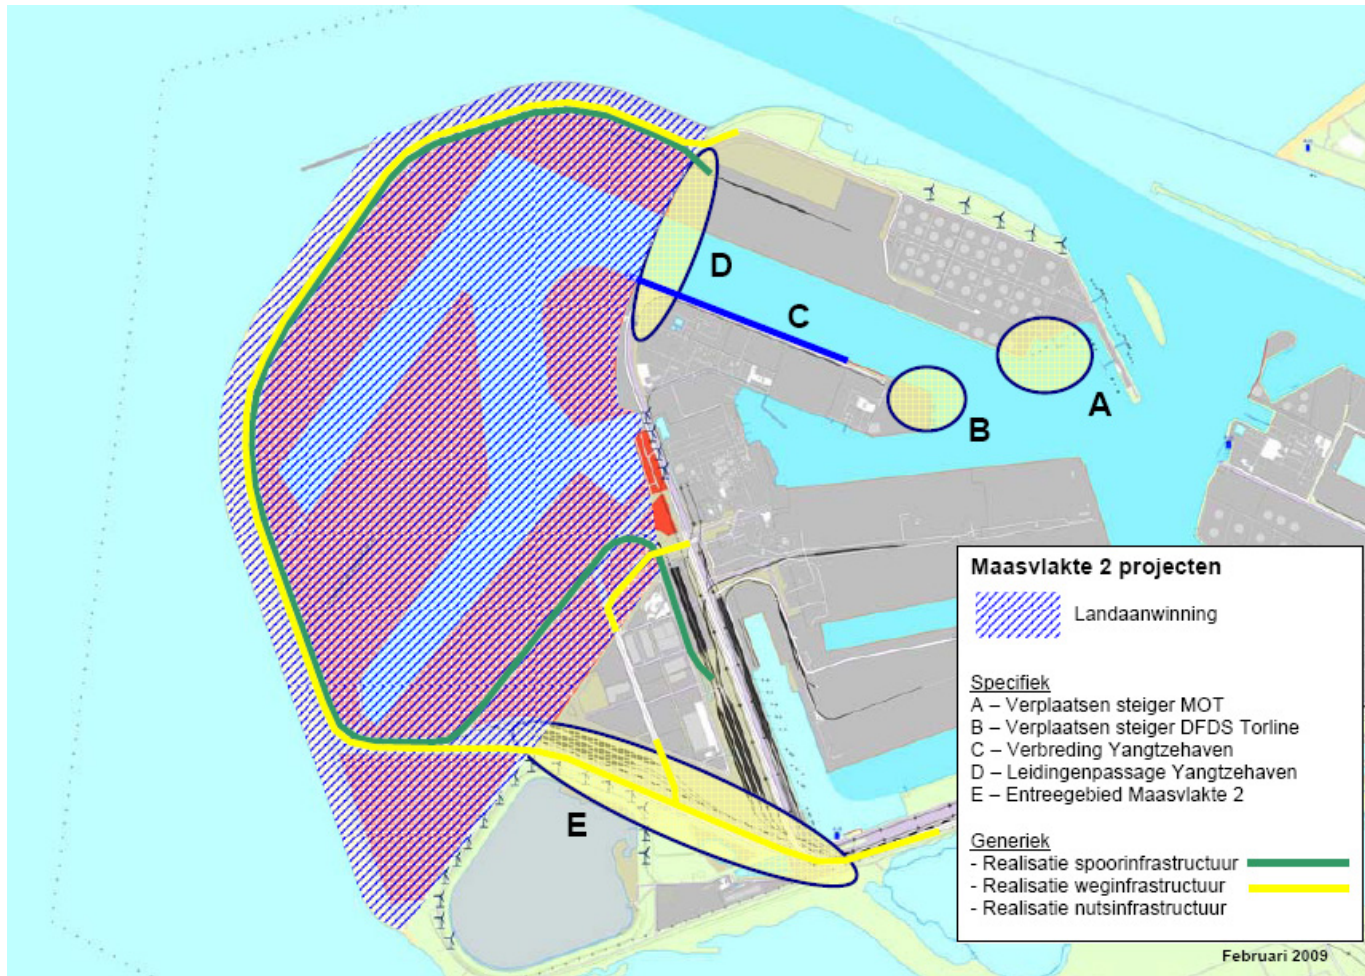 D
C
A
B
E
Maasvlakte 2 projecten
Landaanwinning
Specifiek
A – Verplaatsen steiger MOT
B – Verplaatsen steiger DFDS Torline
C – Verbreding Yangtzehaven
D – Leidingenpassage Yangtzehaven
E – Entreegebied Maasvlakte 2
Generiek
- Realisatie spoorinfrastructuur
- Realisatie weginfrastructuur
- Realisatie nutsinfrastructuur
Februari 2009